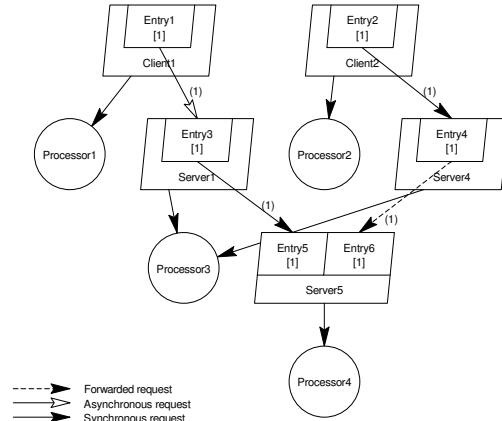 Entry1
[1]
Client1
Entry2
[1]
Client2
(1)
(1)
Processor1
Entry3
[1]
Server1
Processor2
Entry4
[1]
Server4
(1)
(1)
Processor3
Entry5
[1]
Entry6
[1]
Server5
Processor4
Forwarded request
Asynchronous request
Synchronous request